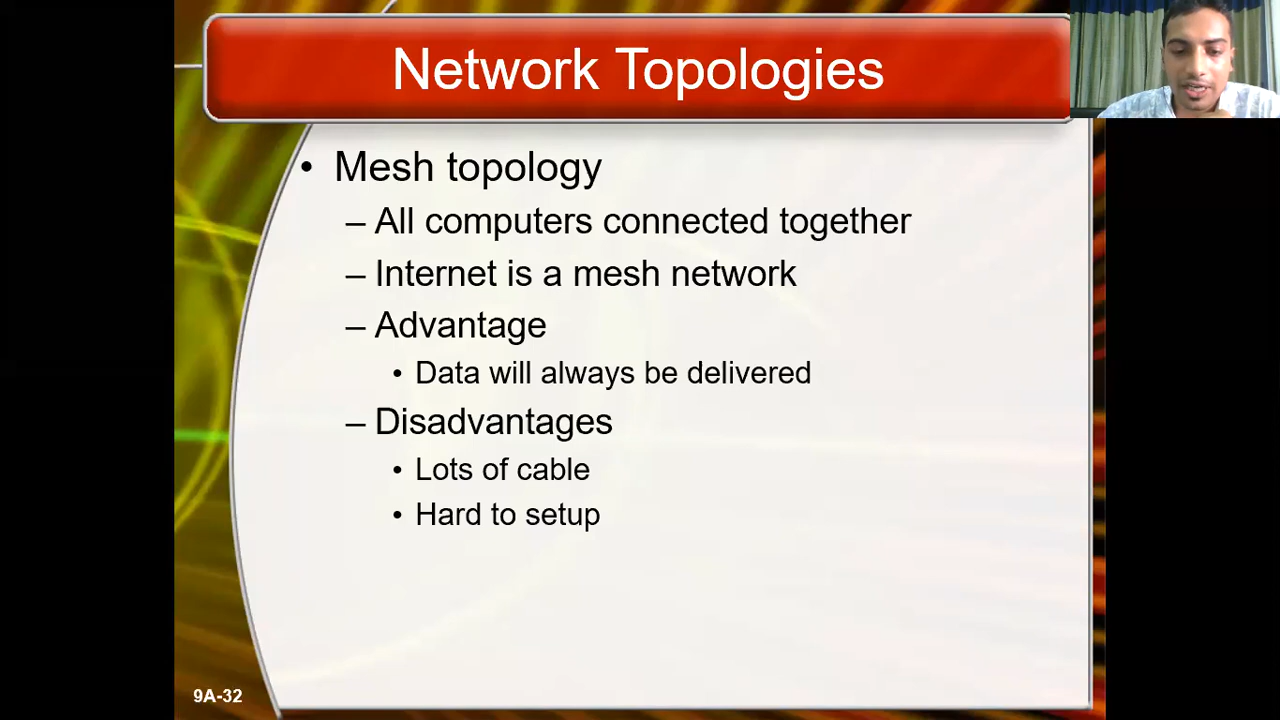 Network Topologies
• Mesh topology
– All computers connected together
– Internet is a mesh network
– Advantage
• Data will always be delivered
– Disadvantages
• Lots of cable
• Hard to setup
9A-32